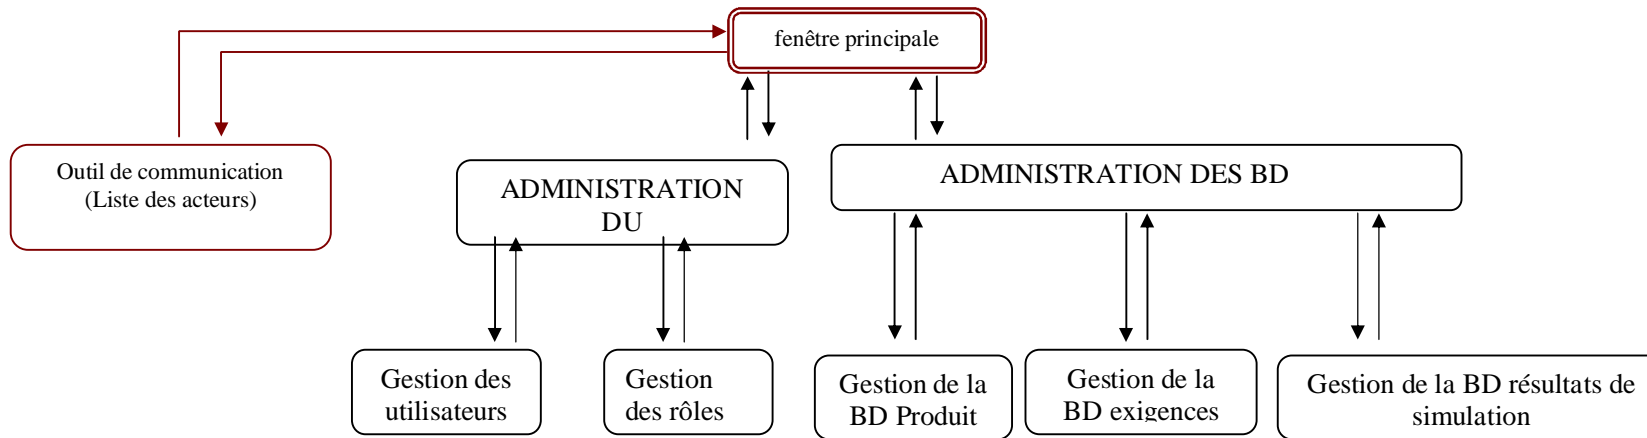 fenêtre principale
Outil de communication
(Liste des acteurs)
ADMINISTRATION
DU
ADMINISTRATION DES BD
Gestion des
utilisateurs
Gestion
des rôles
Gestion de la
BD Produit
Gestion de la
BD exigences
Gestion de la BD résultats de
simulation